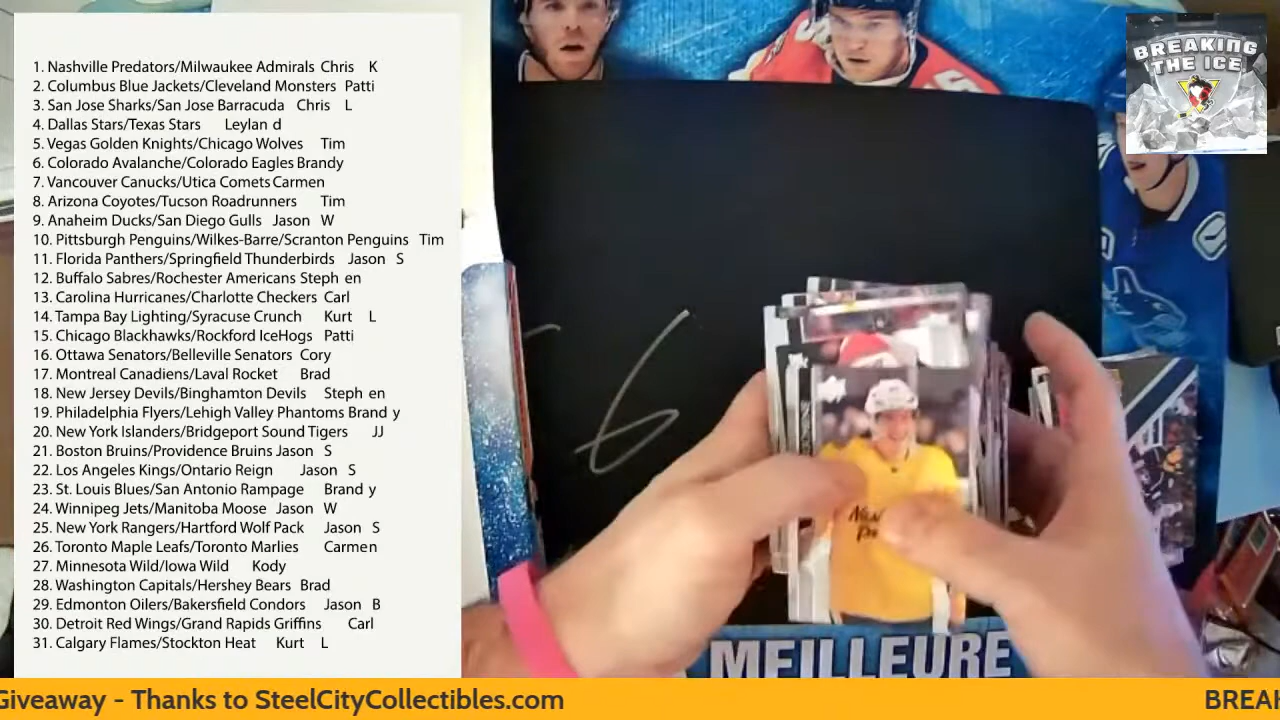 1. Nashville Predators/Milwaukee Admirals Chris K
2. Columbus Blue Jackets/Cleveland Monsters Patti
3. San Jose Sharks/San Jose Barracuda Chris L
4. Dallas Stars/Texas Stars Leylan d
5. Vegas Golden Knights/Chicago Wolves Tim
6. Colorado Avalanche/Colorado Eagles Brandy
7. Vancouver Canucks/Utica Comets Carmen
8. Arizona Coyotes/Tucson Roadrunners Tim
9. Anaheim Ducks/San Diego Gulls Jason W
10. Pittsburgh Penguins/Wilkes-Barre/Scranton Penguins Tim
11. Florida Panthers/Springfield Thunderbirds Jason S
12. Buffalo Sabres/Rochester Americans Steph en
13. Carolina Hurricanes/Charlotte Checkers Carl
14. Tampa Bay Lighting/Syracuse Crunch Kurt L
15. Chicago Blackhawks/Rockford IceHogs Patti
16. Ottawa Senators/Belleville Senators Cory
17. Montreal Canadiens/Laval Rocket Brad
18. New Jersey Devils/Binghamton Devils Steph en
19. Philadelphia Flyers/Lehigh Valley Phantoms Brand y
20. New York Islanders/Bridgeport Sound Tigers JJ
21. Boston Bruins/Providence Bruins Jason S
22. Los Angeles Kings/Ontario Reign Jason S
23. St. Louis Blues/San Antonio Rampage Brand y
24. Winnipeg Jets/Manitoba Moose Jason W
25. New York Rangers/Hartford Wolf Pack Jason S
26. Toronto Maple Leafs/Toronto Marlies Carmen
27. Minnesota Wild/Iowa Wild Kody
28. Washington Capitals/Hershey Bears Brad
29. Edmonton Oilers/Bakersfield Condors Jason B
30. Detroit Red Wings/Grand Rapids Griffins Carl
31. Calgary Flames/Stockton Heat Kurt L
BREAKING
THE ICE
6
MEILLEURE
Giveaway - Thanks to SteelCityCollectibles.com
BREAK